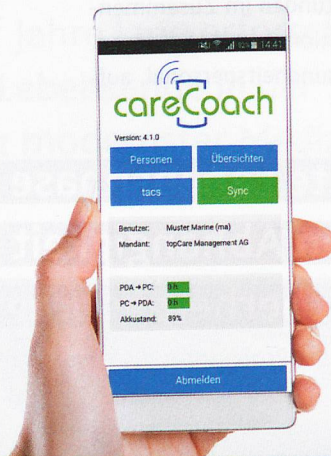 14:41
careCoach
Version: 4.1.0
Personen Übersichten
tacs Sync
Benutzer: Muster Marine (ma)
Mandant: topCare Management AG
PDA → PC: 0 h
PC → PDA: 0 h
Akkustand: 89%
Abmelden